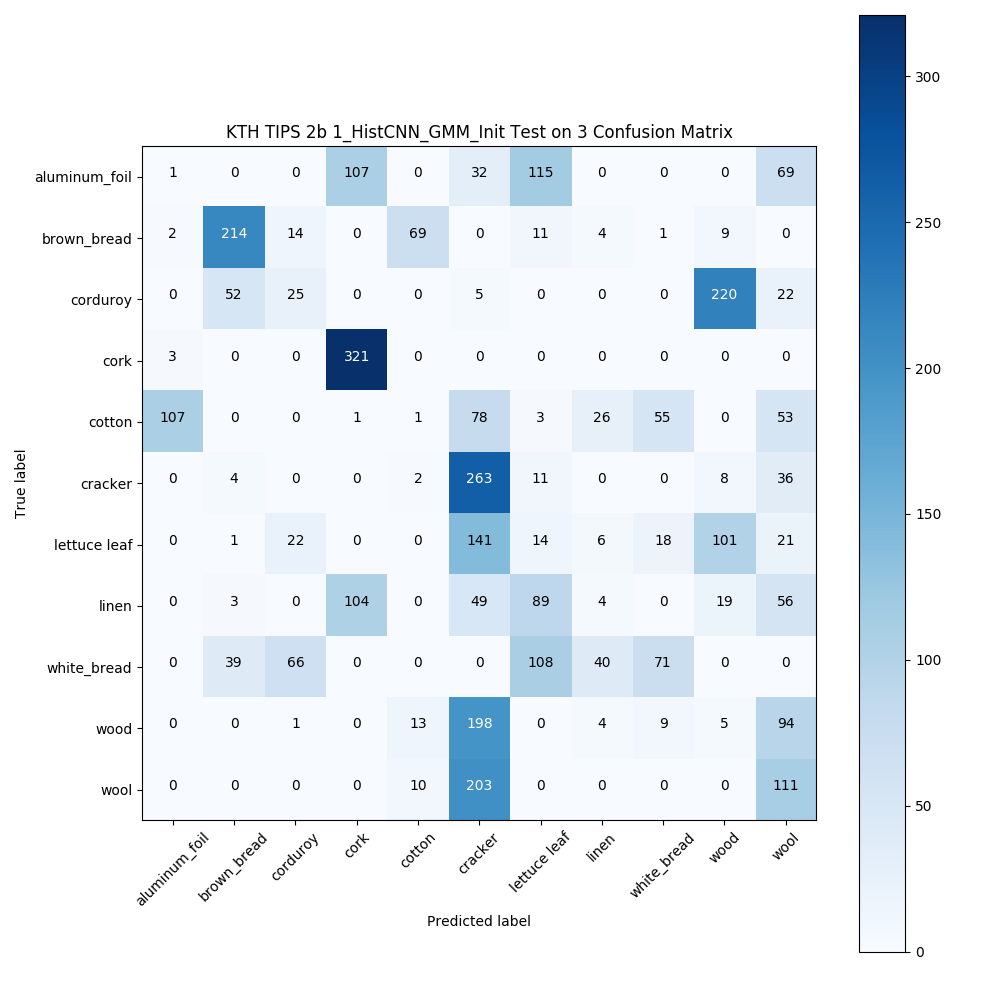 KTH TIPS 2b 1_HistCNN_GMM_Init Test on 3 Confusion Matrix
aluminum_foil 1 0 0 107 0 32 115 0 0 0 69
brown_bread 2 214 14 0 69 0 11 4 1 9 0
corduroy 0 52 25 0 0 5 0 0 0 220 22
cork 3 0 0 321 0 0 0 0 0 0 0
cotton 107 0 0 1 1 78 3 26 55 0 53
cracker 0 4 0 0 2 263 11 0 0 8 36
lettuce leaf 0 1 22 0 0 141 14 6 18 101 21
linen 0 3 0 104 0 49 89 4 0 19 56
white_bread 0 39 66 0 0 0 108 40 71 0 0
wood 0 0 1 0 13 198 0 4 9 5 94
wool 0 0 0 0 10 203 0 0 0 0 111
True label
aluminum_foil brown_bread corduroy cork cotton cracker lettuce leaf linen white_bread wood wool
Predicted label
300
250
200
150
100
50
0